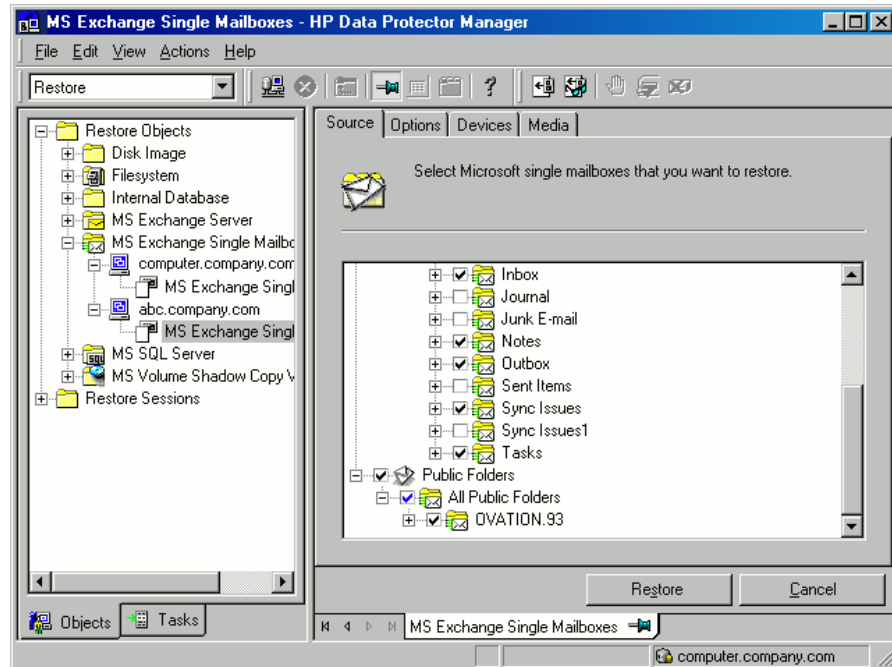 MS Exchange Single Mailboxes - HP Data Protector Manager
File Edit View Actions Help
Restore
Restore Objects
Disk Image
Filesystem
Internal Database
MS Exchange Server
MS Exchange Single Mailbo
computer.company.com
MS Exchange Singl
abc.company.com
MS Exchange Singl
MS SQL Server
MS Volume Shadow Copy
Restore Sessions
Objects Tasks
Source Options Devices Media
Select Microsoft single mailboxes that you want to restore.
Inbox
Journal
Junk E-mail
Notes
Outbox
Sent Items
Sync Issues
Sync Issues1
Tasks
Public Folders
All Public Folders
OVATION.93
Restore Cancel
MS Exchange Single Mailboxes
computer.company.com